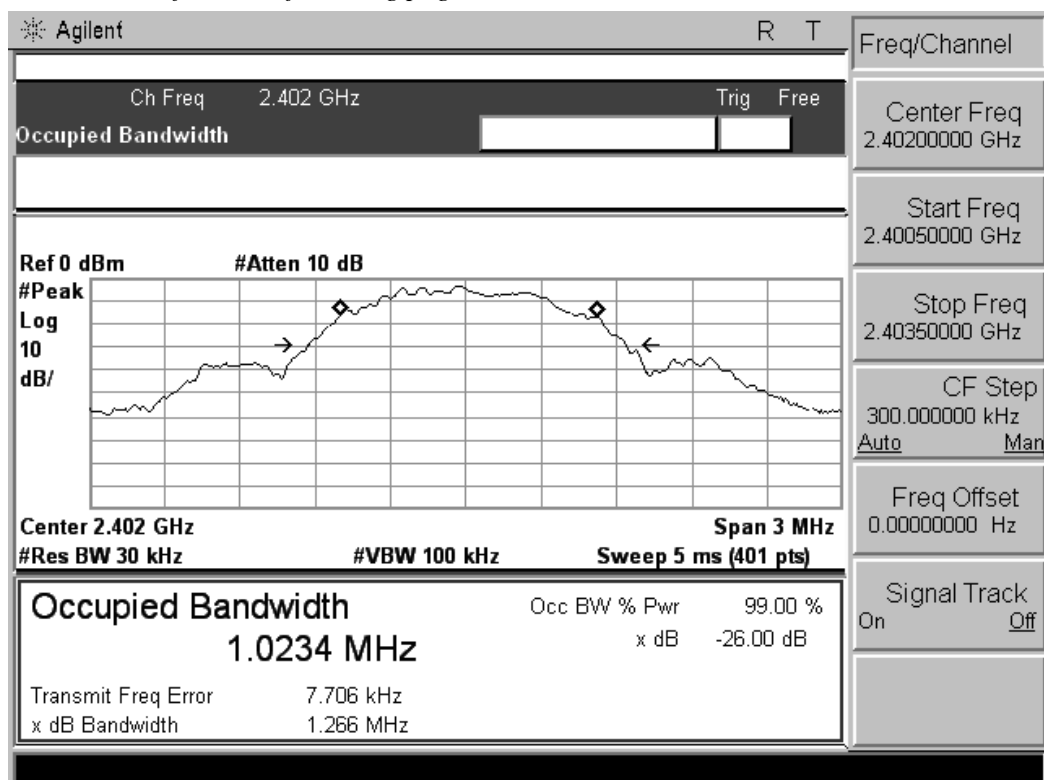 Agilent R T
Freq/Channel
Ch Freq 2.402 GHz Trig Free
Occupied Bandwidth
Center Freq
2.40200000 GHz
Start Freq
2.40050000 GHz
Ref 0 dBm #Atten 10 dB
#Peak
Log
10
dB/
Stop Freq
2.40350000 GHz
CF Step
300.000000 kHz
Auto Man
Freq Offset
0.00000000 Hz
Center 2.402 GHz Span 3 MHz
#Res BW 30 kHz #VBW 100 kHz Sweep 5 ms (401 pts)
Occupied Bandwidth Occ BW % Pwr 99.00 %
1.0234 MHz x dB -26.00 dB
Transmit Freq Error 7.706 kHz
x dB Bandwidth 1.266 MHz
Signal Track
On Off